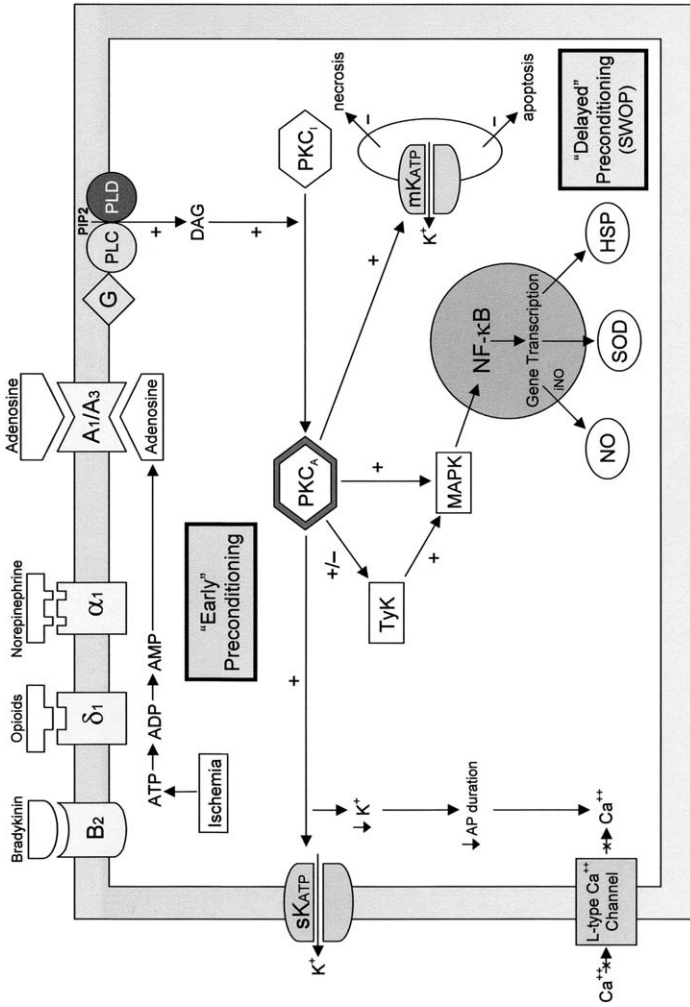 Bradykinin
Opioids
Norepinephrine
Adenosine
B2
δ1
α1
A1/A3
Adenosine
G
PLC
PLD
PIP2
+
DAG
+
ATP
ADP
AMP
Ischemia
"Early"
Preconditioning
PKCI
PKCA
+
sKATP
K+
K+
AP duration
Ca++
L-type Ca++
Channel
Ca++
+/–
TyK
+
+
MAPK
+
mKATP
K+
necrosis
–
–
apoptosis
NF-κB
Gene Transcription
iNO
NO
SOD
HSP
"Delayed"
Preconditioning
(SWOP)